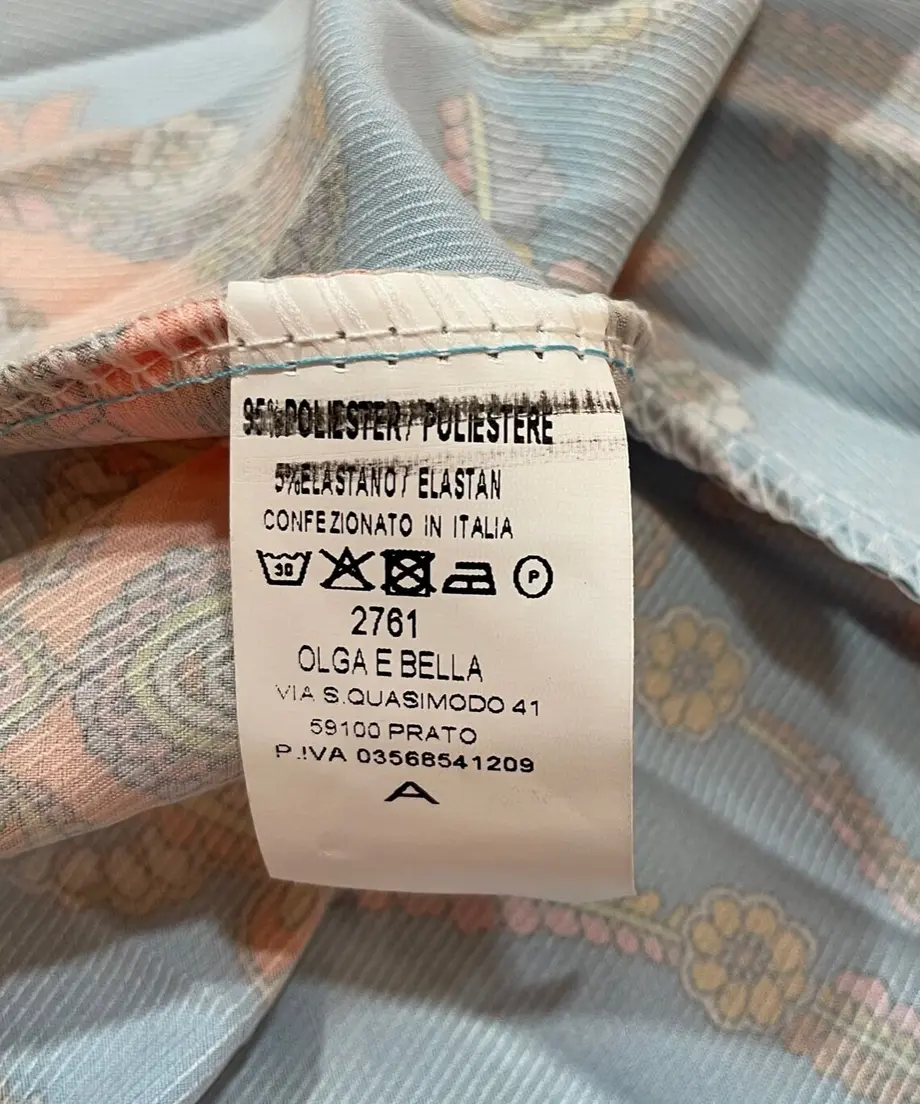 95%POLIESTER/ POLIESTERE
5%ELASTANO/ ELASTAN
CONFEZIONATO IN ITALIA
30 P
2761
OLGA E BELLA
VIA S.QUASIMODO 41
59100 PRATO
P.IVA 03568541209
A